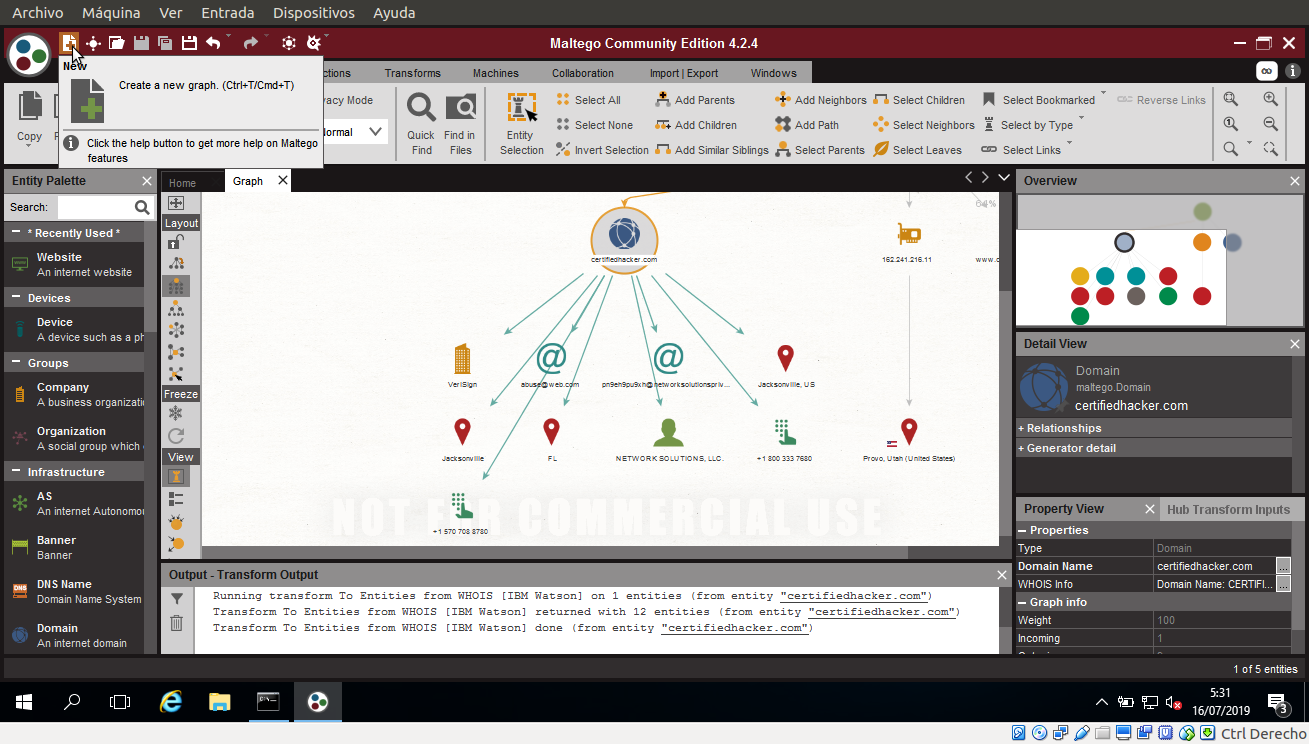 Archivo Máquina Ver Entrada Dispositivos Ayuda
Maltego Community Edition 4.2.4
New
Create a new graph. (Ctrl+T/Cmd+T)
Click the help button to get more help on Maltego
features
ctions Transforms Machines Collaboration Import | Export Windows
Copy
vacy Mode
ormal
Quick
Find
Find in
Files
Entity
Selection
Select All
Select None
Invert Selection
Add Parents
Add Children
Add Similar Siblings
Add Neighbors
Add Path
Select Parents
Select Children
Select Neighbors
Select Leaves
Select Bookmarked
Select by Type
Select Links
Reverse Links
Entity Palette
Search:
* Recently Used *
Website
An internet website
Devices
Device
A device such as a ph
Groups
Company
A business organizati
Organization
A social group which
Infrastructure
AS
An internet Autonomo
Banner
Banner
DNS
DNS Name
Domain Name System
Domain
An internet domain
Home Graph
Layout
Freeze
View
64%
certifiedhacker.com
162.241.216.11
www.c
VeriSign
abuse@web.com
pn9eh9pu9xh@networksolutionspriv...
Jacksonville, US
Jacksonville
FL
NETWORK SOLUTIONS, LLC.
+1 800 333 7680
Provo, Utah (United States)
+1 570 708 8780
NOT FOR COMMERCIAL USE
Output - Transform Output
Running transform To Entities from WHOIS [IBM Watson] on 1 entities (from entity "certifiedhacker.com")
Transform To Entities from WHOIS [IBM Watson] returned with 12 entities (from entity "certifiedhacker.com")
Transform To Entities from WHOIS [IBM Watson] done (from entity "certifiedhacker.com")
Overview
Detail View
Domain
maltego.Domain
certifiedhacker.com
+ Relationships
+ Generator detail
Property View Hub Transform Inputs
Properties
Type Domain
Domain Name certifiedhacker.com ...
WHOIS Info Domain Name: CERTIFI... ...
Graph info
Weight 100
Incoming 1
1 of 5 entities
5:31
16/07/2019
3
Ctrl Derecho